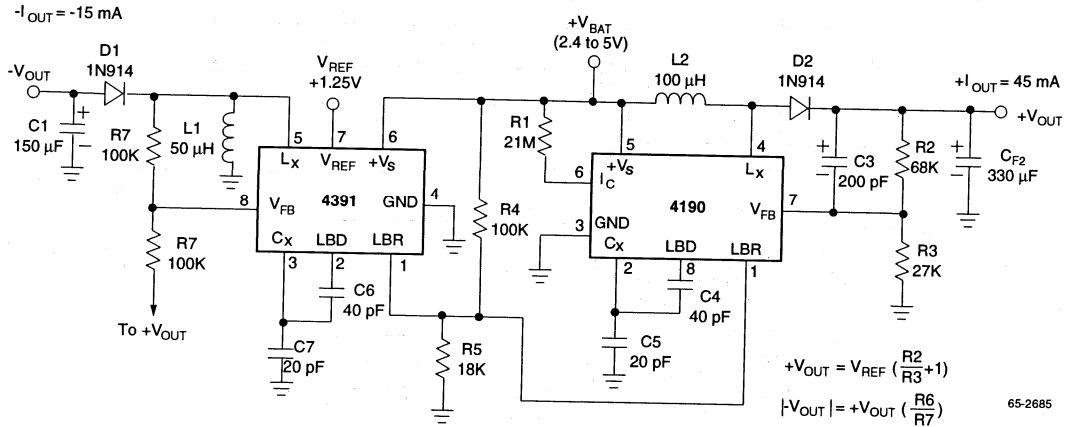 -I_OUT = -15 mA
+V_BAT
(2.4 to 5V)
D1
1N914
-V_OUT
V_REF
+1.25V
L2
100 µH
D2
1N914
+I_OUT = 45 mA
+V_OUT
C1
150 µF
+
-
R7
100K
L1
50 µH
5
7
6
L_X
V_REF
+V_S
8
V_FB
4391
GND
4
C_X
LBD
LBR
3
2
1
R7
100K
To +V_OUT
C6
40 pF
C7
20 pF
R4
100K
R5
18K
R1
21M
5
4
+V_S
L_X
6
I_C
4190
V_FB
7
3
GND
C_X
LBD
LBR
2
8
1
C4
40 pF
C5
20 pF
+
-
C3
200 pF
R2
68K
+
-
C_F2
330 µF
R3
27K
+V_OUT = V_REF (R2/R3 +1)
|-V_OUT| = +V_OUT (R6/R7)
65-2685